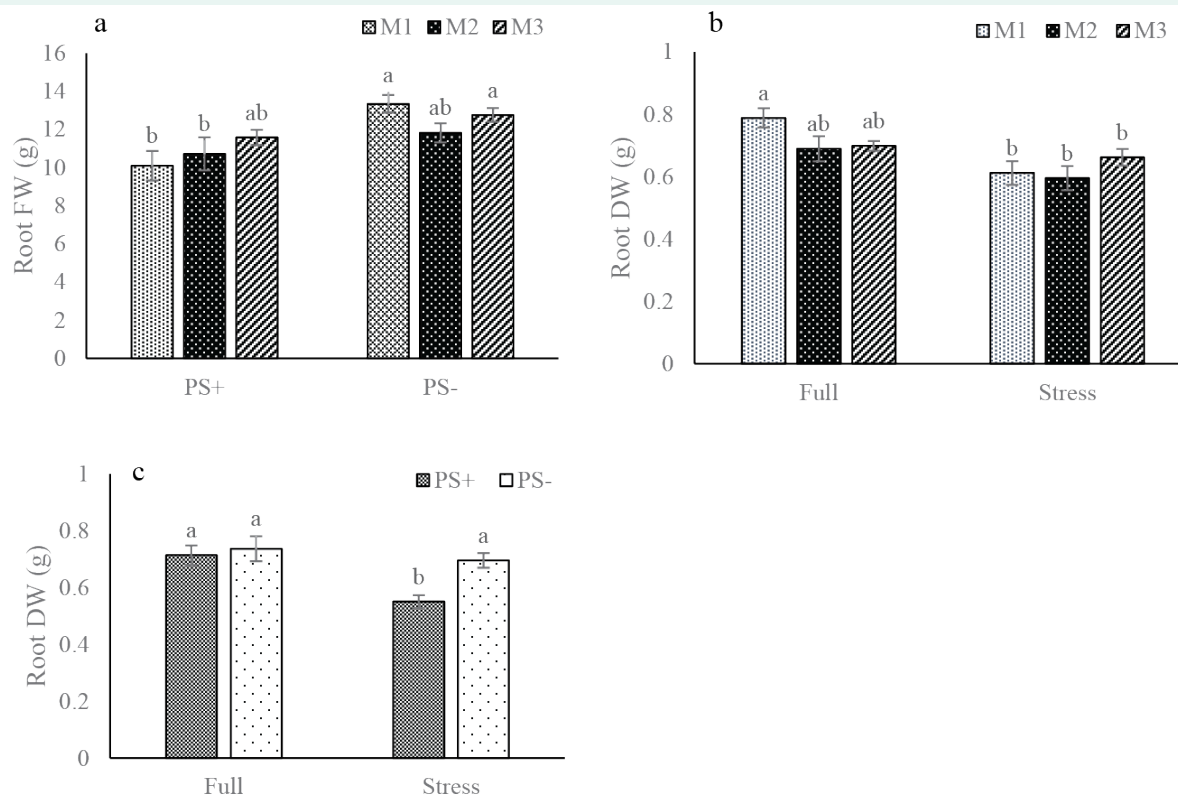 a
M1 M2 M3
Root FW (g)
16
14
12
10
8
6
4
2
0
b b ab a ab a
PS+ PS-
b
M1 M2 M3
Root DW (g)
1
0.8
0.6
0.4
0.2
0
a ab ab b b b
Full Stress
c
PS+ PS-
Root DW (g)
1
0.8
0.6
0.4
0.2
0
a a b a
Full Stress